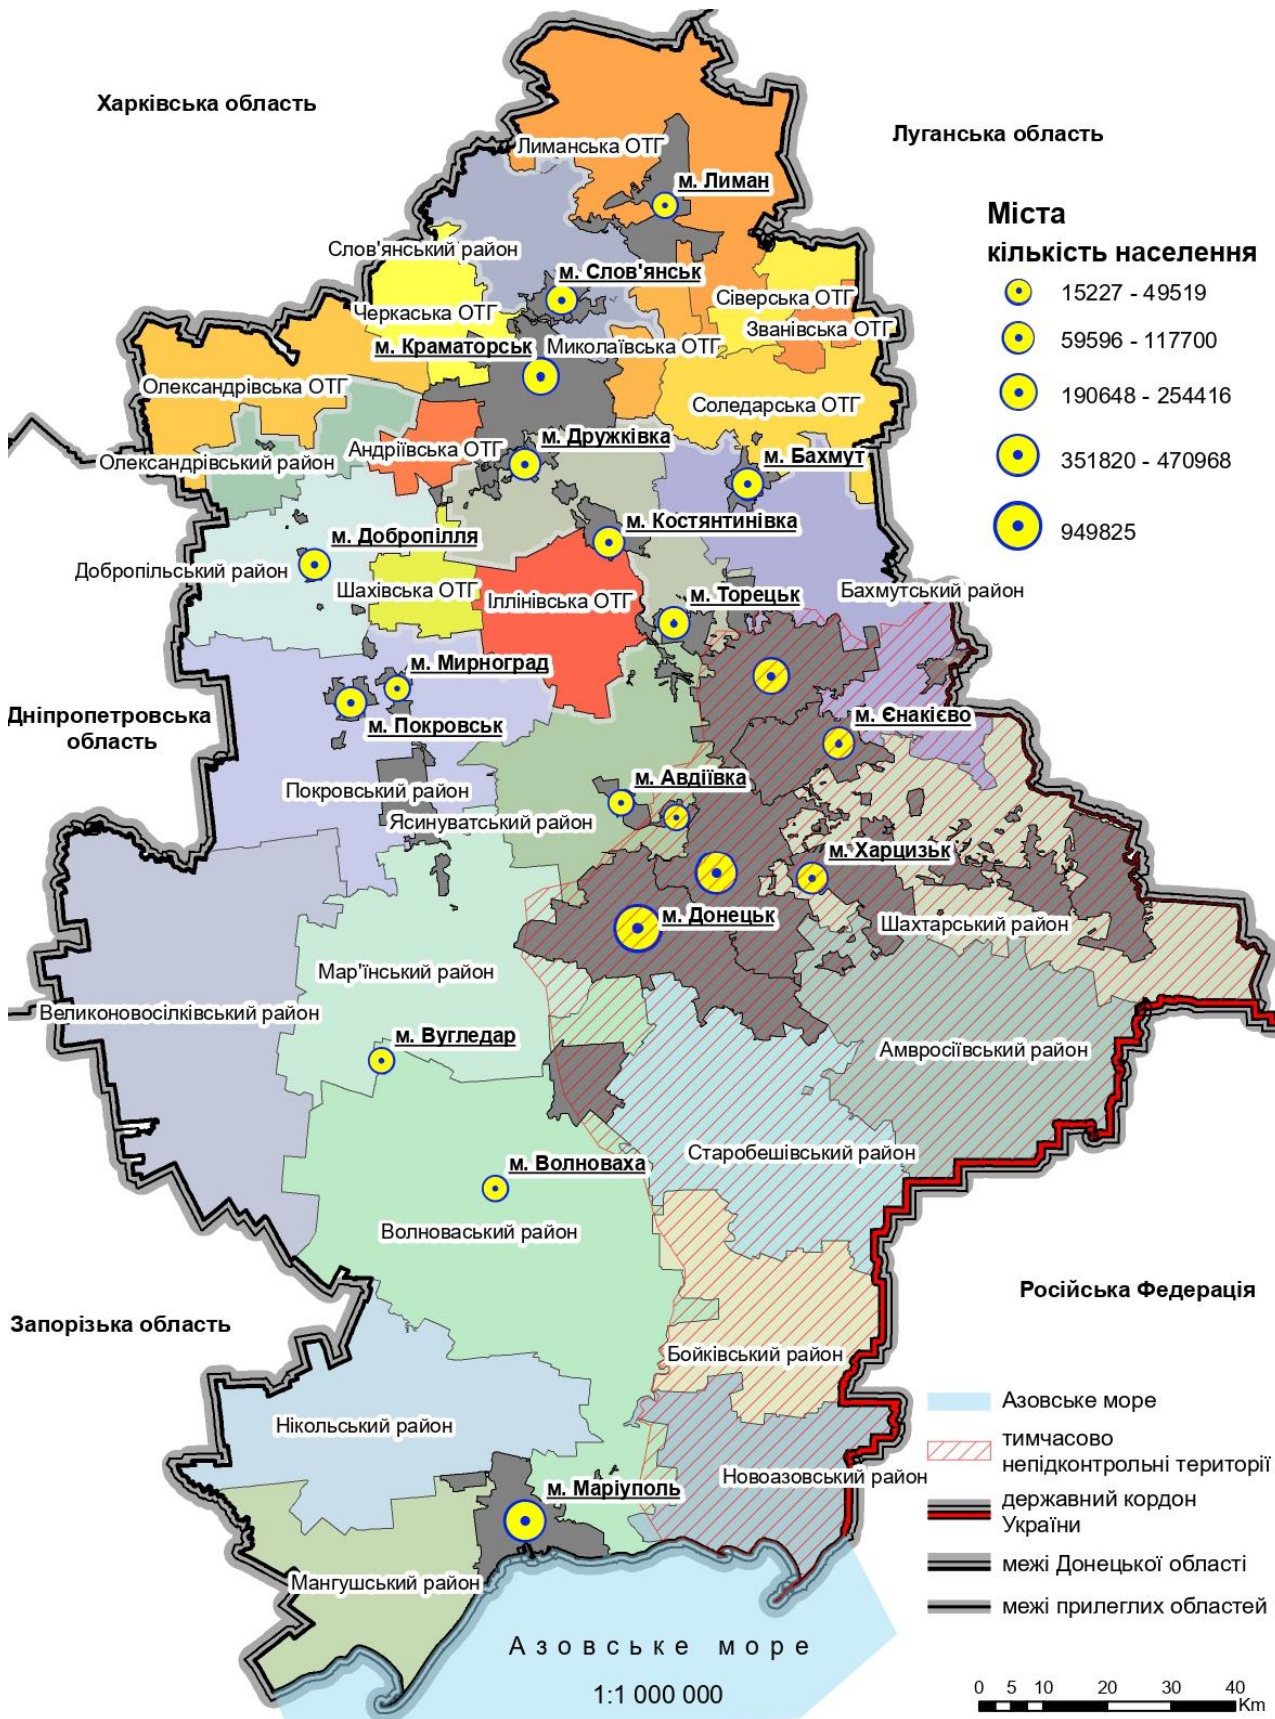 Харківська область
Луганська область
Лиманська ОТГ
м. Лиман
Міста
кількість населення
15227 - 49519
59596 - 117700
190648 - 254416
351820 - 470968
949825
Слов'янський район
м. Слов'янськ
Сіверська ОТГ
Черкаська ОТГ
Званівська ОТГ
м. Краматорськ
Миколаївська ОТГ
Олександрівська ОТГ
Соледарська ОТГ
м. Дружківка
Андріївська ОТГ
м. Бахмут
Олександрівський район
м. Костянтинівка
м. Добропілля
Добропільський район
Шахівська ОТГ
Іллінівська ОТГ
Бахмутський район
м. Торецьк
м. Мирноград
Дніпропетровська
область
м. Покровськ
м. Єнакієво
м. Авдіївка
Покровський район
Ясинуватський район
м. Харцизьк
м. Донецьк
Шахтарський район
Мар'їнський район
Великоновосілківський район
м. Вугледар
Амвросіївський район
Старобешівський район
м. Волноваха
Волноваський район
Російська Федерація
Запорізька область
Бойківський район
Нікольський район
Новоазовський район
м. Маріуполь
Мангушський район
Азовське море
тимчасово
непідконтрольні території
державний кордон
України
межі Донецької області
межі прилеглих областей
Азовське море
1:1 000 000
0 5 10 20 30 40
Km